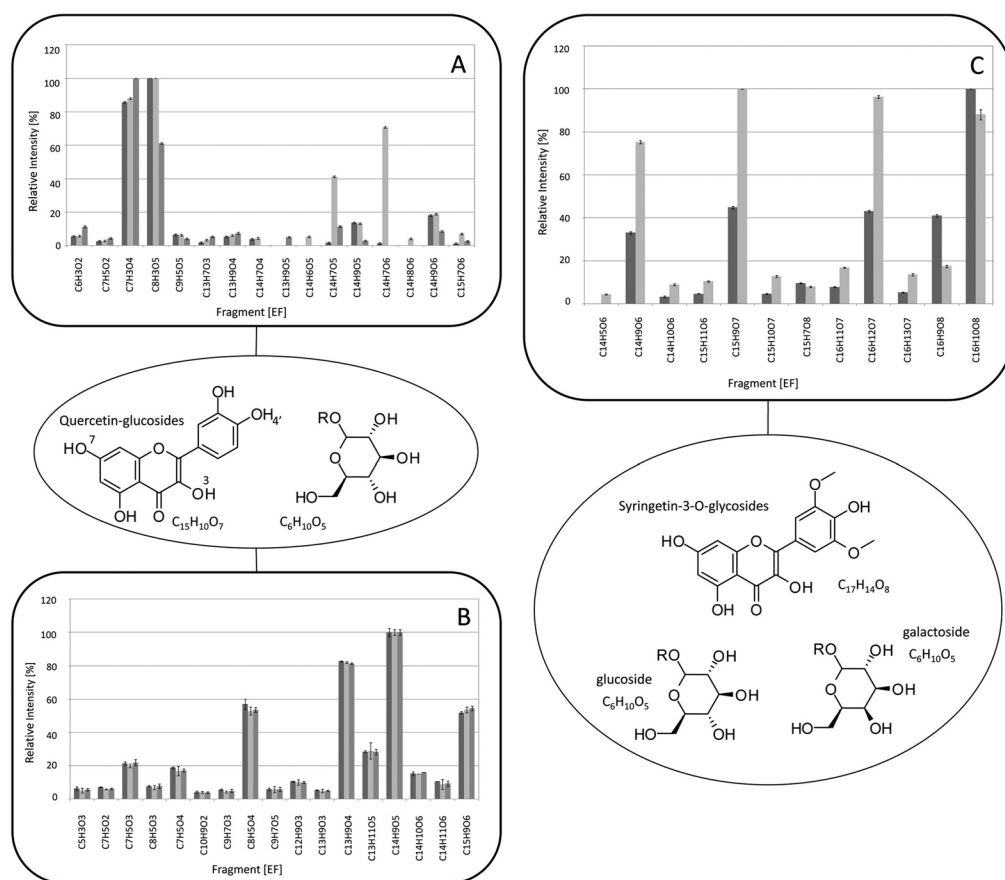 A
Relative Intensity [%]
120
100
80
60
40
20
0
C6H3O2
C7H5O2
C7H3O4
C8H3O5
C9H5O5
C13H7O3
C13H9O4
C14H7O4
C13H9O5
C14H6O5
C14H7O5
C14H9O5
C14H7O6
C14H8O6
C14H9O6
C15H7O6
Fragment [EF]
Quercetin-glucosides
OH
OH
4'
7
HO
O
3
OH
OH
O
C15H10O7
R
O
OH
O
OH
HO
OH
C6H10O5
B
Relative Intensity [%]
120
100
80
60
40
20
0
C5H3O3
C7H5O2
C7H5O3
C8H5O3
C7H5O4
C10H9O2
C9H7O3
C8H5O4
C9H7O5
C12H9O3
C13H9O3
C13H9O4
C13H11O5
C14H9O5
C14H10O6
C14H11O6
C15H9O6
Fragment [EF]
C
Relative Intensity [%]
120
100
80
60
40
20
0
C14H5O6
C14H9O6
C14H10O6
C15H11O6
C15H9O7
C15H10O7
C15H7O8
C16H11O7
C16H12O7
C16H13O7
C16H9O8
C16H10O8
Fragment [EF]
Syringetin-3-O-glycosides
O
OH
HO
O
O
OH
OH
O
C17H14O8
glucoside
C6H10O5
RO
OH
O
OH
HO
OH
galactoside
C6H10O5
RO
OH
O
OH
HO
OH